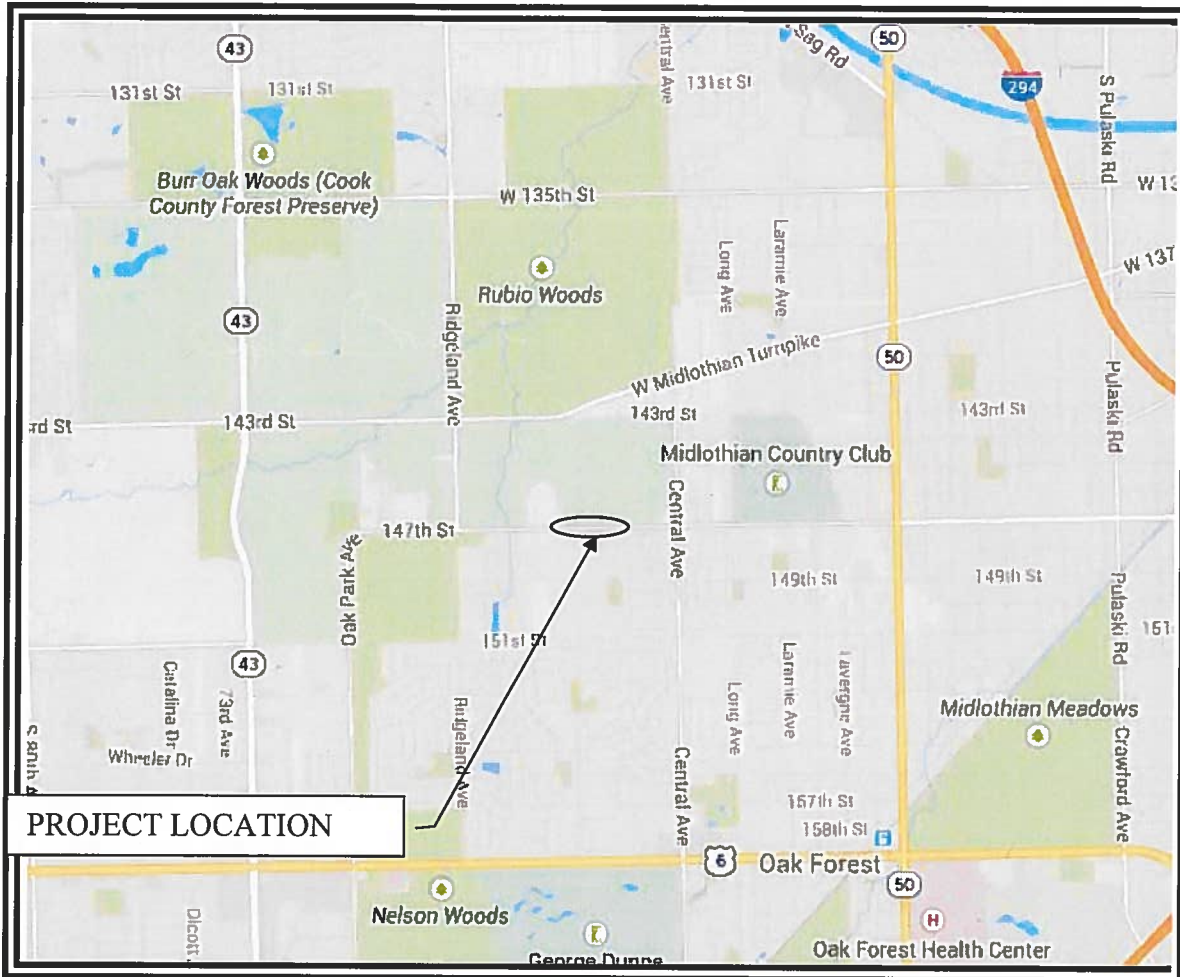 43
50
Sag Rd
131st St
131st St
131st St
294
S Pulaski Rd
Burr Oak Woods (Cook
County Forest Preserve)
W 135th St
W 13
Long Ave
Laramie Ave
W 137
Rubio Woods
43
Ridgeland Ave
50
W Midlothian Turnpike
Pulaski Rd
rd St
143rd St
143rd St
143rd St
Midlothian Country Club
Central Ave
147th St
Oak Park Ave
149th St
149th St
Pulaski Rd
151st St
151
43
Catalina Dr
73rd Ave
Wheeler Dr
Ridgeland Ave
Long Ave
Laramie Ave
Lavergne Ave
Midlothian Meadows
Crawford Ave
Central Ave
157th St
158th St
PROJECT LOCATION
6
Oak Forest
50
Nelson Woods
H
Oak Forest Health Center
George Dunne